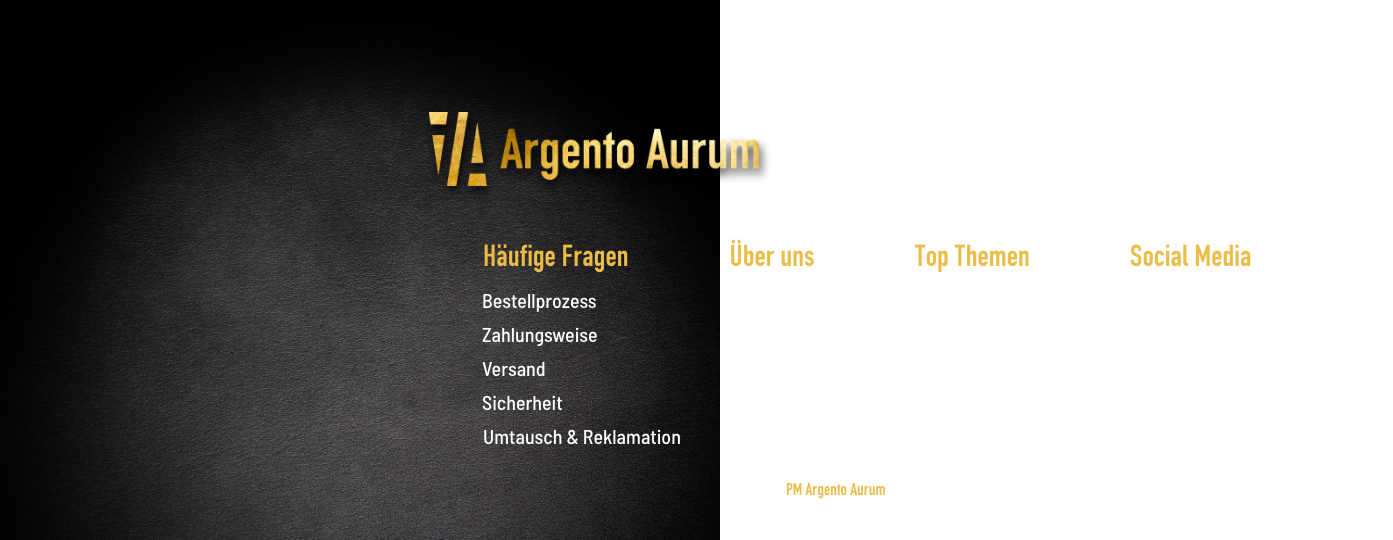 Argento Aurum
Häufige Fragen
Bestellprozess
Zahlungsweise
Versand
Sicherheit
Umtausch & Reklamation
Über uns
Top Themen
Social Media
PM Argento Aurum